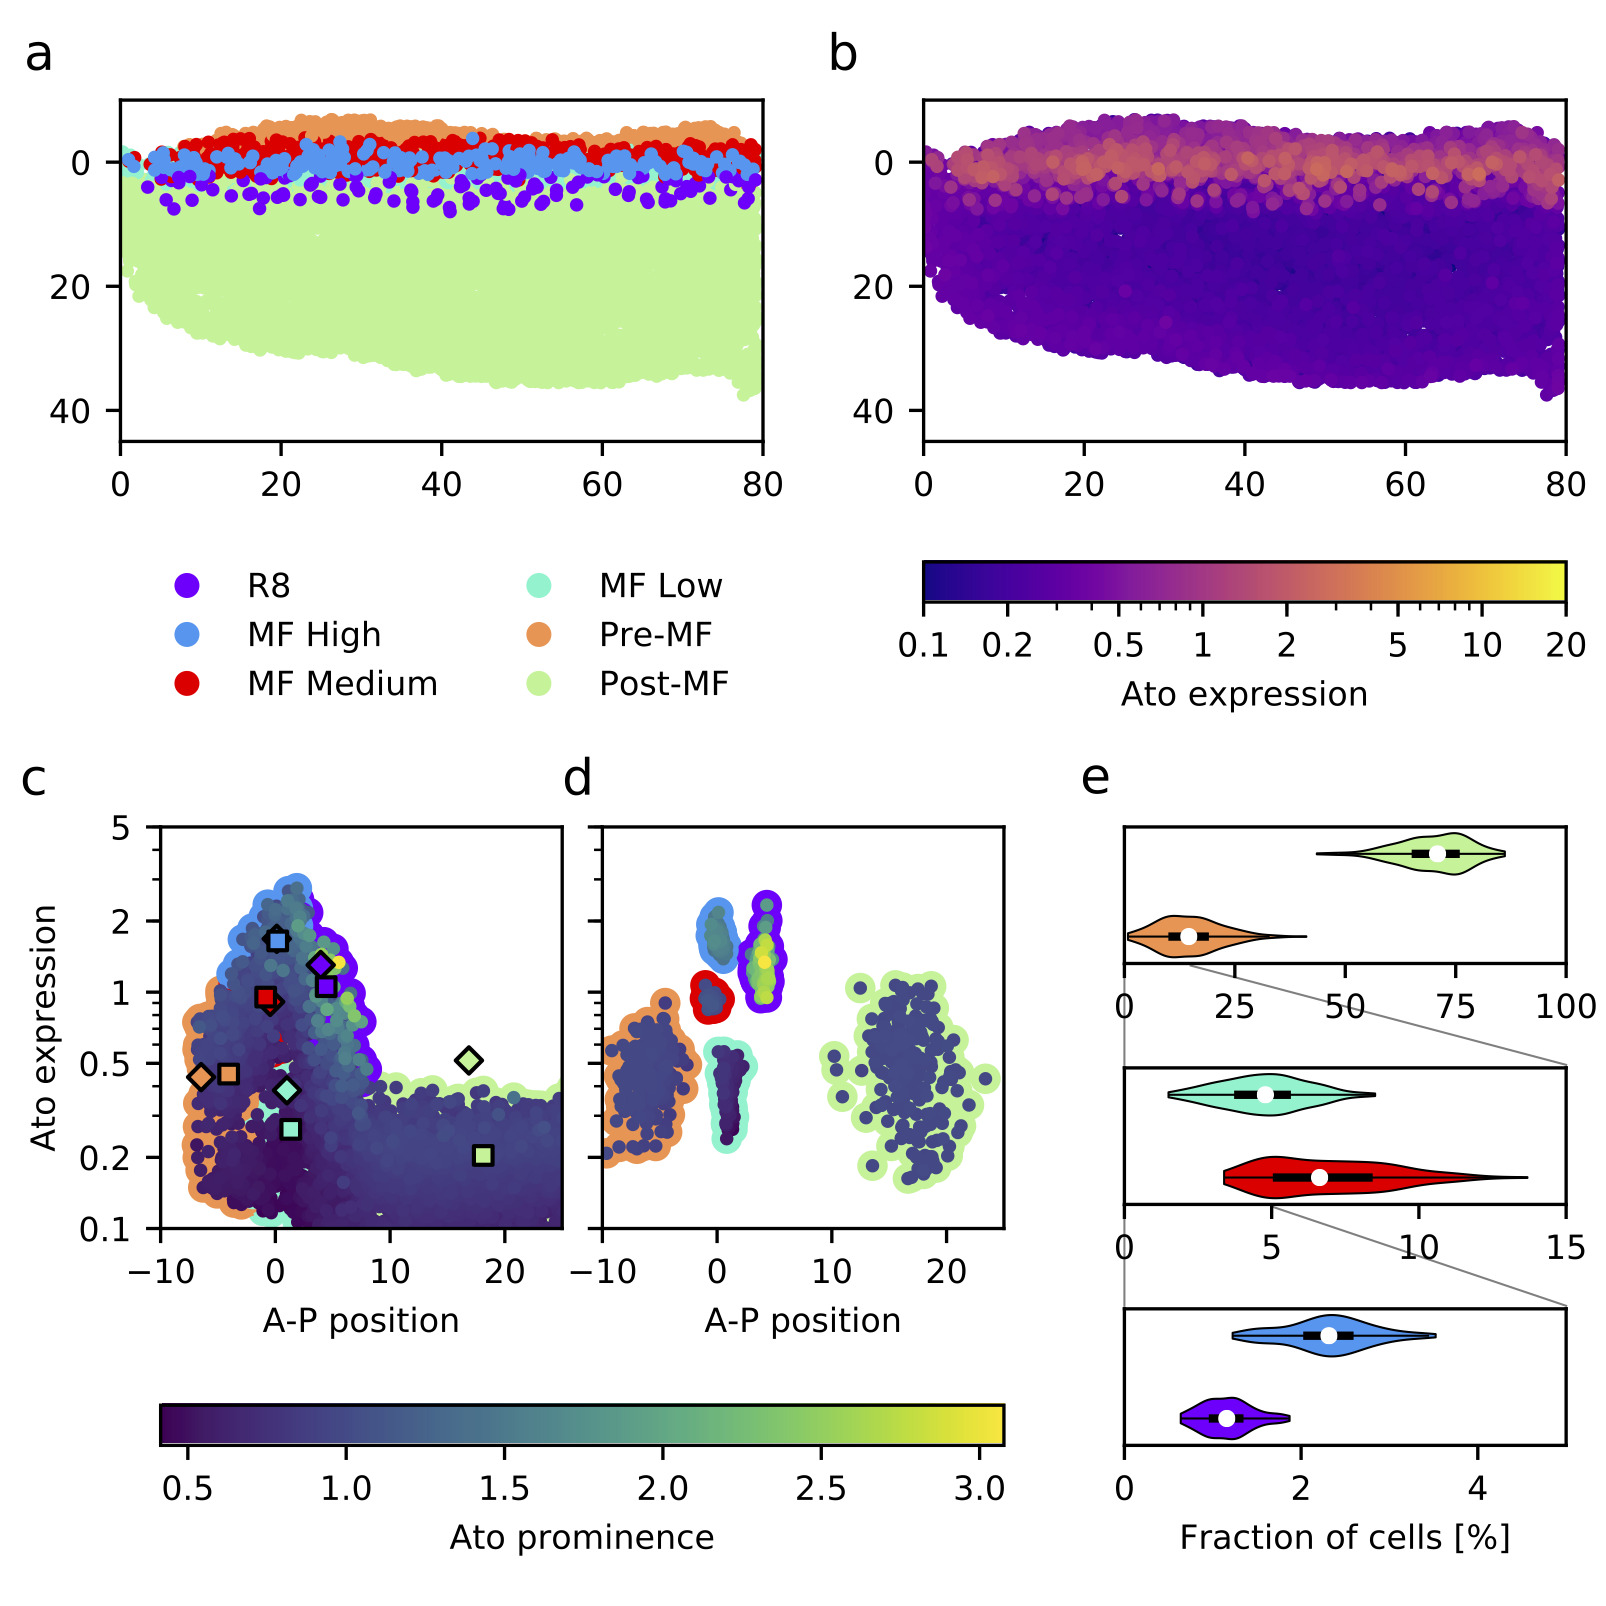 a
0
20
40
0 20 40 60 80
b
0
20
40
0 20 40 60 80
R8
MF High
MF Medium
MF Low
Pre-MF
Post-MF
0.1 0.2 0.5 1 2 5 10 20
Ato expression
c
5
2
1
0.5
0.2
0.1
Ato expression
−10 0 10 20
A-P position
d
−10 0 10 20
A-P position
0.5 1.0 1.5 2.0 2.5 3.0
Ato prominence
e
0 25 50 75 100
0 5 10 15
0 2 4
Fraction of cells [%]